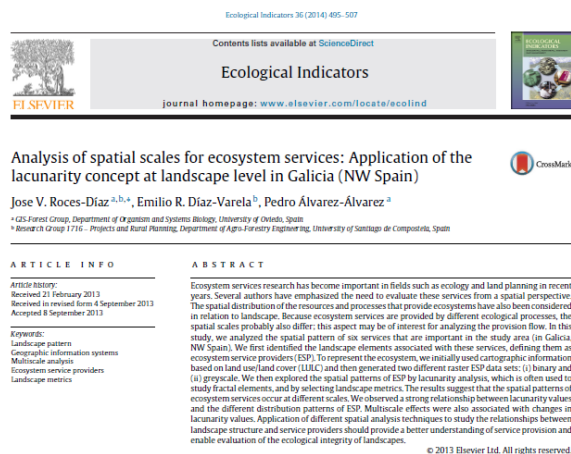 Ecological Indicators 36 (2014) 495–507
Contents lists available at ScienceDirect
Ecological Indicators
journal homepage: www.elsevier.com/locate/ecolind
ELSEVIER
ECOLOGICAL
INDICATORS
Analysis of spatial scales for ecosystem services: Application of the
lacunarity concept at landscape level in Galicia (NW Spain)
CrossMark
Jose V. Roces-Díaz a,b,*, Emilio R. Díaz-Varela b, Pedro Álvarez-Álvarez a
a GIS-Forest Group, Department of Organism and Systems Biology, University of Oviedo, Spain
b Research Group 1716 – Projects and Rural Planning, Department of Agro-Forestry Engineering, University of Santiago de Compostela, Spain
ARTICLE INFO
Article history:
Received 21 February 2013
Received in revised form 4 September 2013
Accepted 8 September 2013
Keywords:
Landscape pattern
Geographic information systems
Multiscale analysis
Ecosystem service providers
Landscape metrics
ABSTRACT
Ecosystem services research has become important in fields such as ecology and land planning in recent
years. Several authors have emphasized the need to evaluate these services from a spatial perspective.
The spatial distribution of the resources and processes that provide ecosystems have also been considered
in relation to landscape. Because ecosystem services are provided by different ecological processes, the
spatial scales probably also differ; this aspect may be of interest for analyzing the provision flow. In this
study, we analyzed the spatial pattern of six services that are important in the study area (in Galicia,
NW Spain). We first identified the landscape elements associated with these services, defining them as
ecosystem service providers (ESP). To represent the ecosystem, we initially used cartographic information
based on land use/land cover (LULC) and then generated two different raster ESP data sets: (i) binary and
(ii) greyscale. We then explored the spatial patterns of ESP by lacunarity analysis, which is often used to
study fractal elements, and by selecting landscape metrics. The results suggest that the spatial patterns of
ecosystem services occur at different scales. We observed a strong relationship between lacunarity values
and the different distribution patterns of ESP. Multiscale effects were also associated with changes in
lacunarity values. Application of different spatial analysis techniques to study the relationships between
landscape structure and service providers should provide a better understanding of service provision and
enable evaluation of the ecological integrity of landscapes.
© 2013 Elsevier Ltd. All rights reserved.